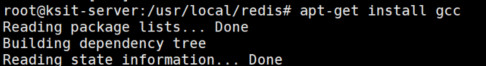 root@ksit-server:/usr/local/redis# apt-get install gcc
Reading package lists... Done
Building dependency tree
Reading state information... Done